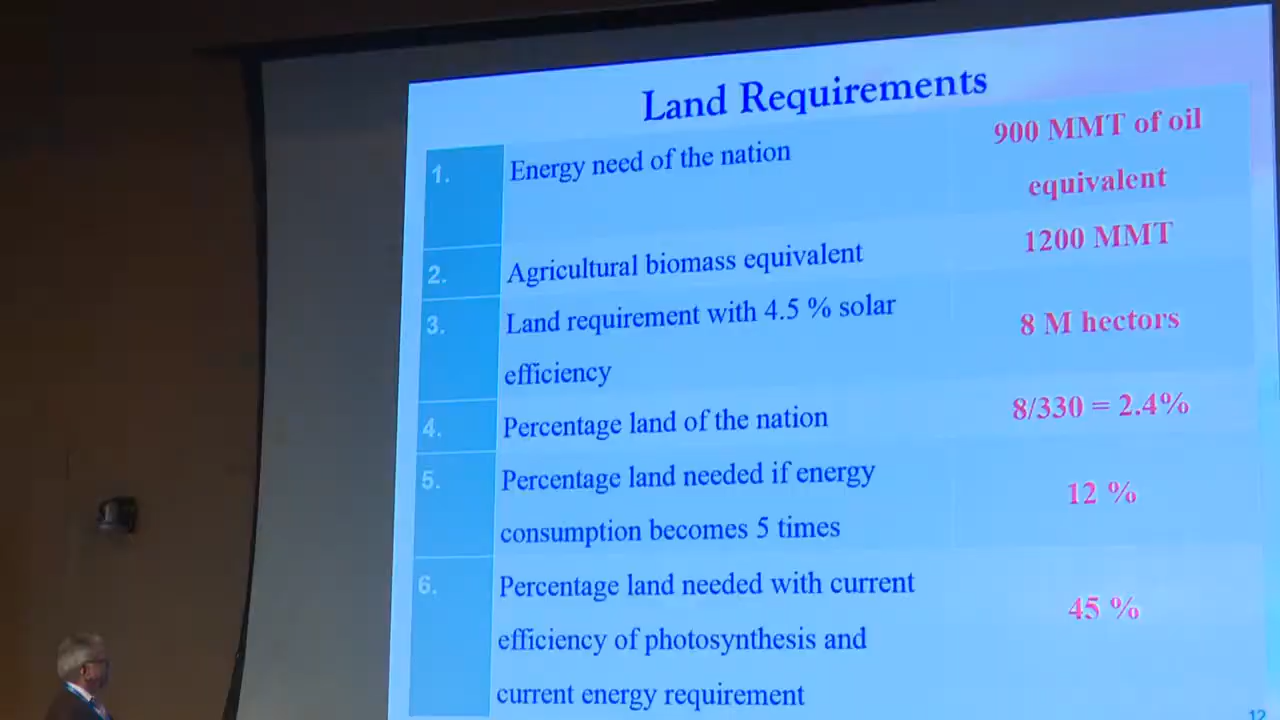 Land Requirements
1. Energy need of the nation 900 MMT of oil
equivalent
2. Agricultural biomass equivalent 1200 MMT
3. Land requirement with 4.5 % solar 8 M hectors
efficiency
4. Percentage land of the nation 8/330 = 2.4%
5. Percentage land needed if energy 12 %
consumption becomes 5 times
6. Percentage land needed with current 45 %
efficiency of photosynthesis and
current energy requirement
12